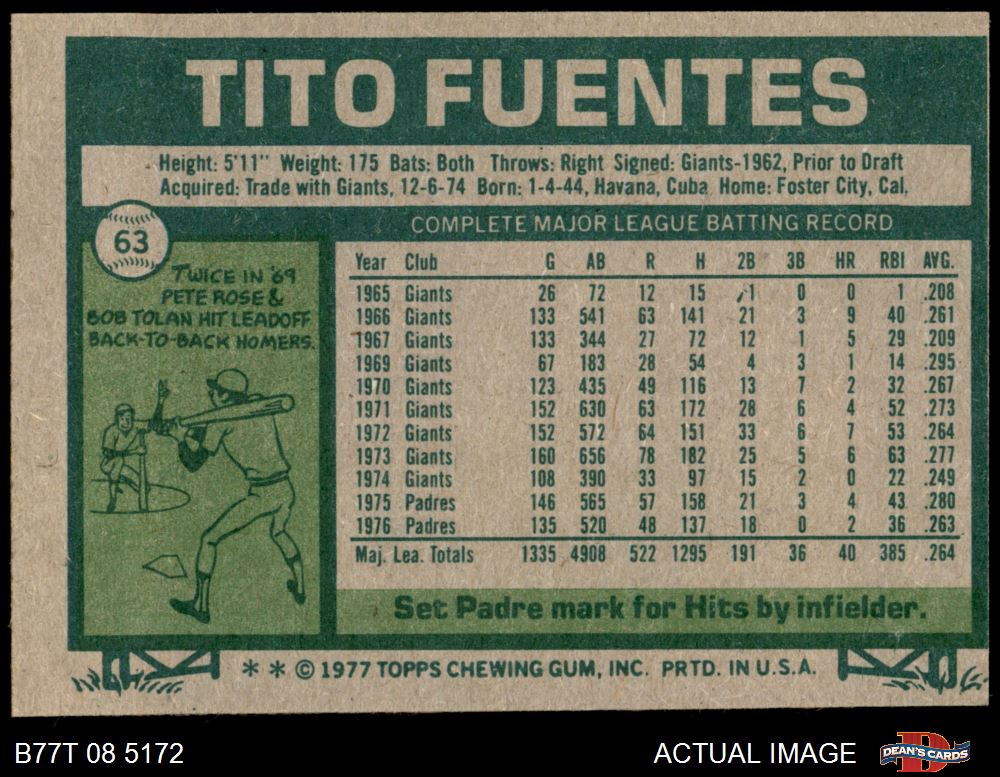 TITO FUENTES
Height: 5'11" Weight: 175 Bats: Both Throws: Right Signed: Giants-1962, Prior to Draft
Acquired: Trade with Giants, 12-6-74 Born: 1-4-44, Havana, Cuba Home: Foster City, Cal.
63
TWICE IN '69
PETE ROSE &
BOB TOLAN HIT LEADOFF
BACK-TO-BACK HOMERS.
COMPLETE MAJOR LEAGUE BATTING RECORD
Year Club G AB R H 2B 3B HR RBI AVG.
1965 Giants 26 72 12 15 1 0 0 1 .208
1966 Giants 133 541 63 141 21 3 9 40 .261
1967 Giants 133 344 27 72 12 1 5 29 .209
1969 Giants 67 183 28 54 4 3 1 14 .295
1970 Giants 123 435 49 116 13 7 2 32 .267
1971 Giants 152 630 63 172 28 6 4 52 .273
1972 Giants 152 572 64 151 33 6 7 53 .264
1973 Giants 160 656 78 182 25 5 6 63 .277
1974 Giants 108 390 33 97 15 2 0 22 .249
1975 Padres 146 565 57 158 21 3 4 43 .280
1976 Padres 135 520 48 137 18 0 2 36 .263
Maj. Lea. Totals 1335 4908 522 1295 191 36 40 385 .264
Set Padre mark for Hits by infielder.
* * © 1977 TOPPS CHEWING GUM, INC. PRTD. IN U.S.A.
B77T 08 5172
ACTUAL IMAGE
D
DEAN'S CARDS